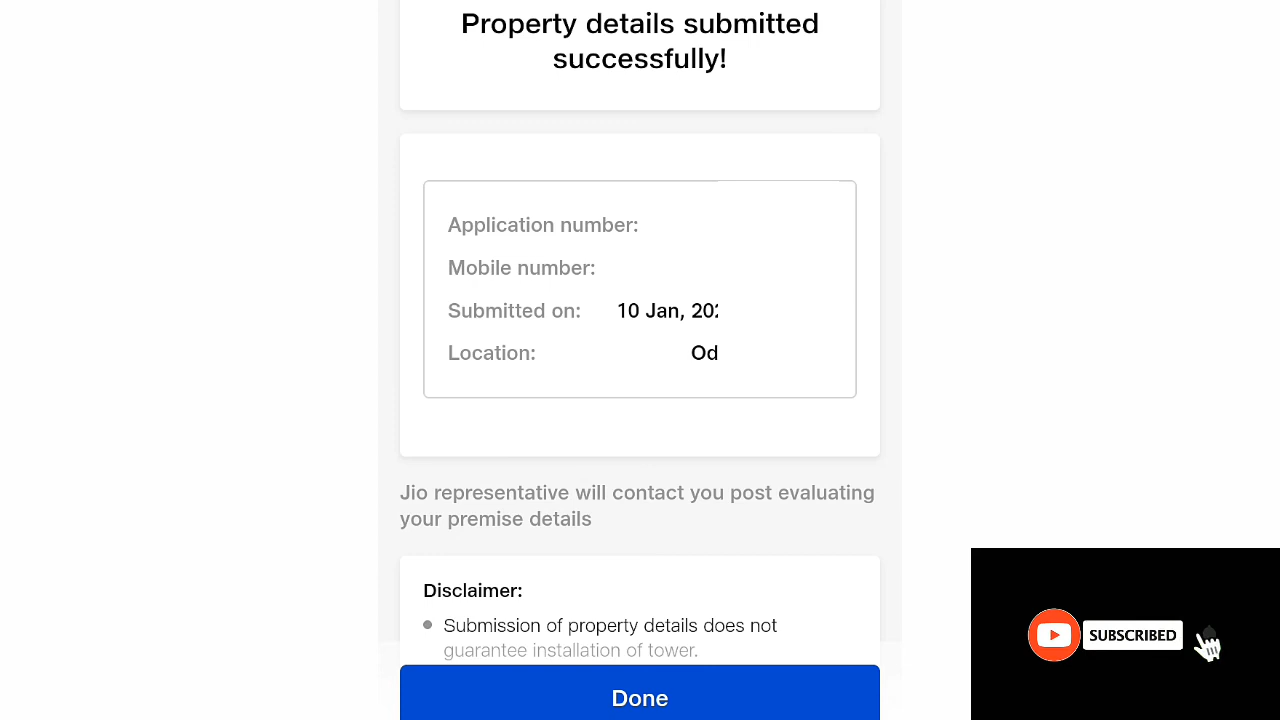 Property details submitted
successfully!
Application number:
Mobile number:
Submitted on: 10 Jan, 202
Location: Od
Jio representative will contact you post evaluating
your premise details
Disclaimer:
Submission of property details does not
guarantee installation of tower.
Done
SUBSCRIBED